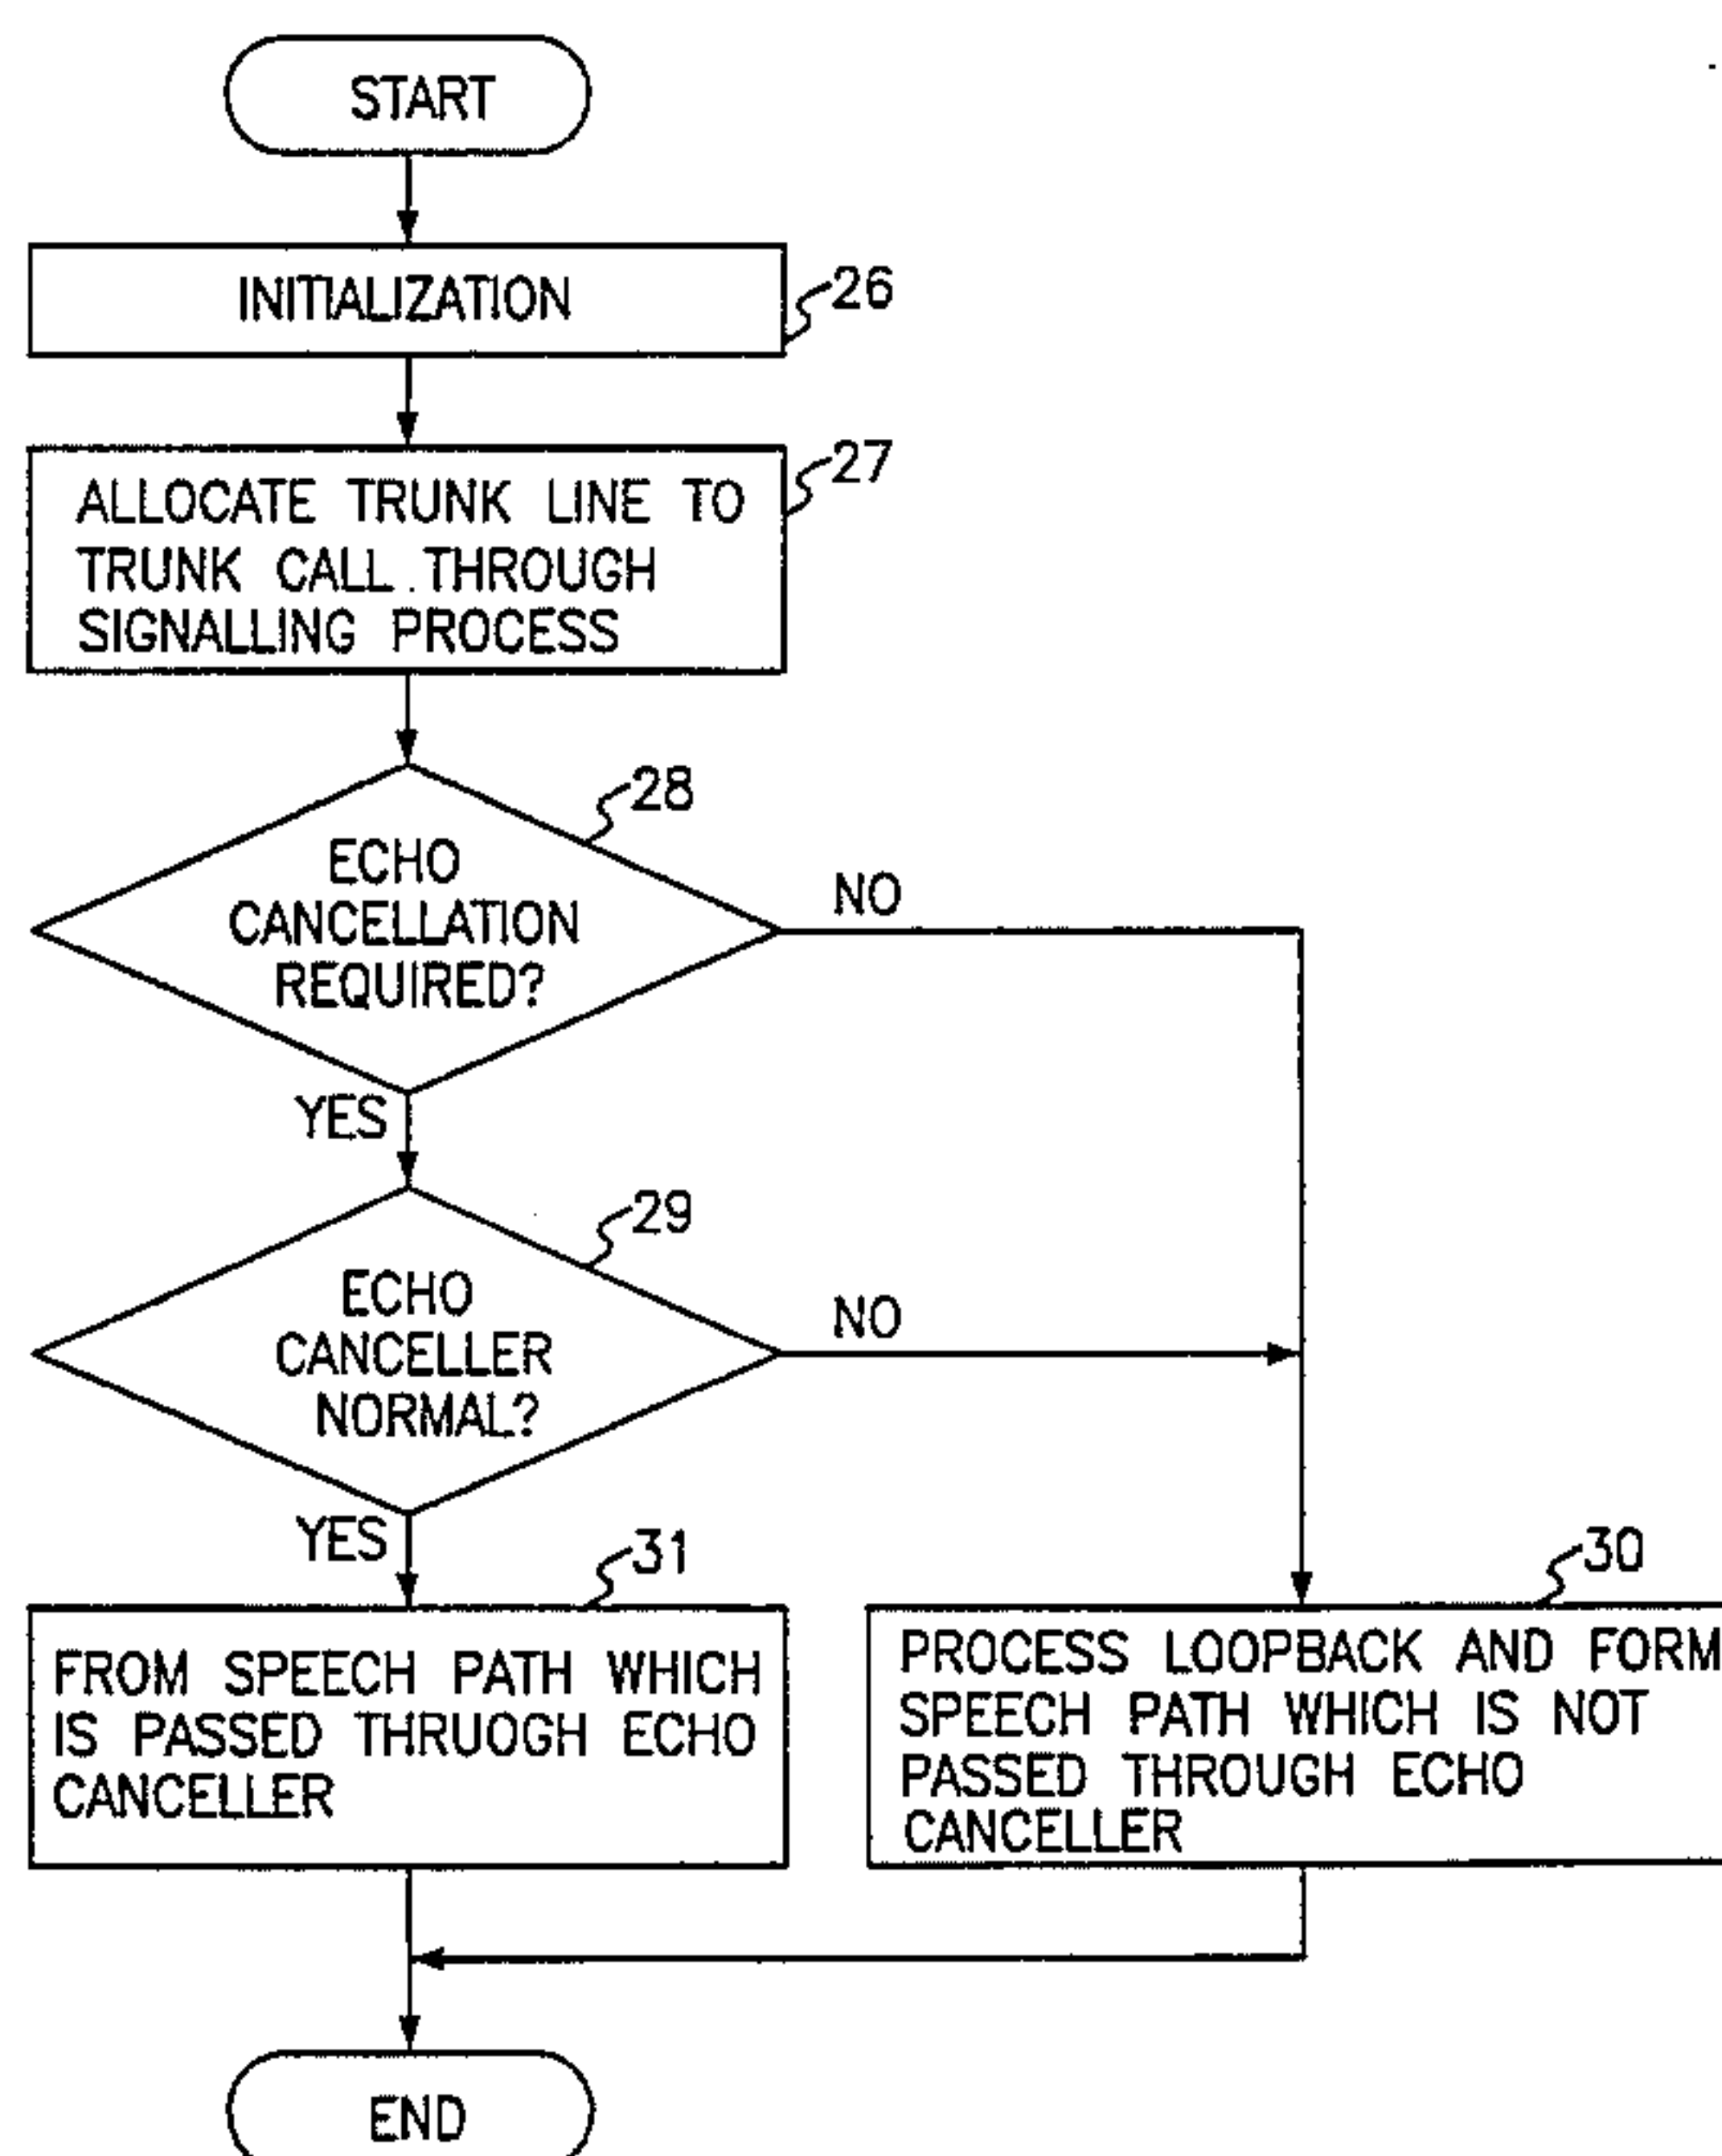 START
INITIALIZATION
26
ALLOCATE TRUNK LINE TO
TRUNK CALL THROUGH
SIGNALLING PROCESS
27
28
ECHO
CANCELLATION
REQUIRED?
NO
YES
29
ECHO
CANCELLER
NORMAL?
NO
YES
31
FROM SPEECH PATH WHICH
IS PASSED THRUOGH ECHO
CANCELLER
30
PROCESS LOOPBACK AND FORM
SPEECH PATH WHICH IS NOT
PASSED THROUGH ECHO
CANCELLER
END